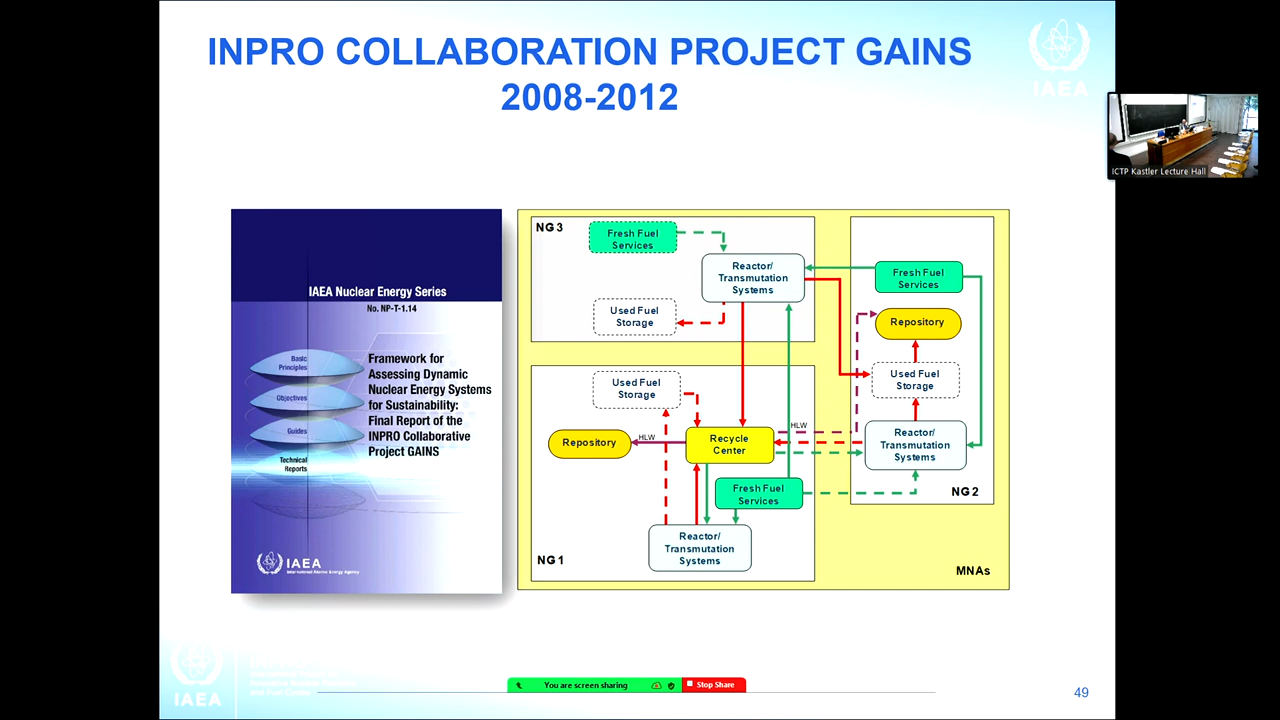 INPRO COLLABORATION PROJECT GAINS
2008-2012
IAEA
ICTP Kastler Lecture Hall
IAEA Nuclear Energy Series
No. NP-T-1.14
Basic
Principles
Objectives
Guides
Technical
Reports
Framework for
Assessing Dynamic
Nuclear Energy Systems
for Sustainability:
Final Report of the
INPRO Collaborative
Project GAINS
IAEA
International Atomic Energy Agency
NG 3
Fresh Fuel
Services
Reactor/
Transmutation
Systems
Used Fuel
Storage
Fresh Fuel
Services
Repository
Used Fuel
Storage
Reactor/
Transmutation
Systems
NG 2
Used Fuel
Storage
Repository
HLW
Recycle
Center
HLW
Fresh Fuel
Services
Reactor/
Transmutation
Systems
NG 1
MNAs
IAEA
You are screen sharing
Stop Share
49